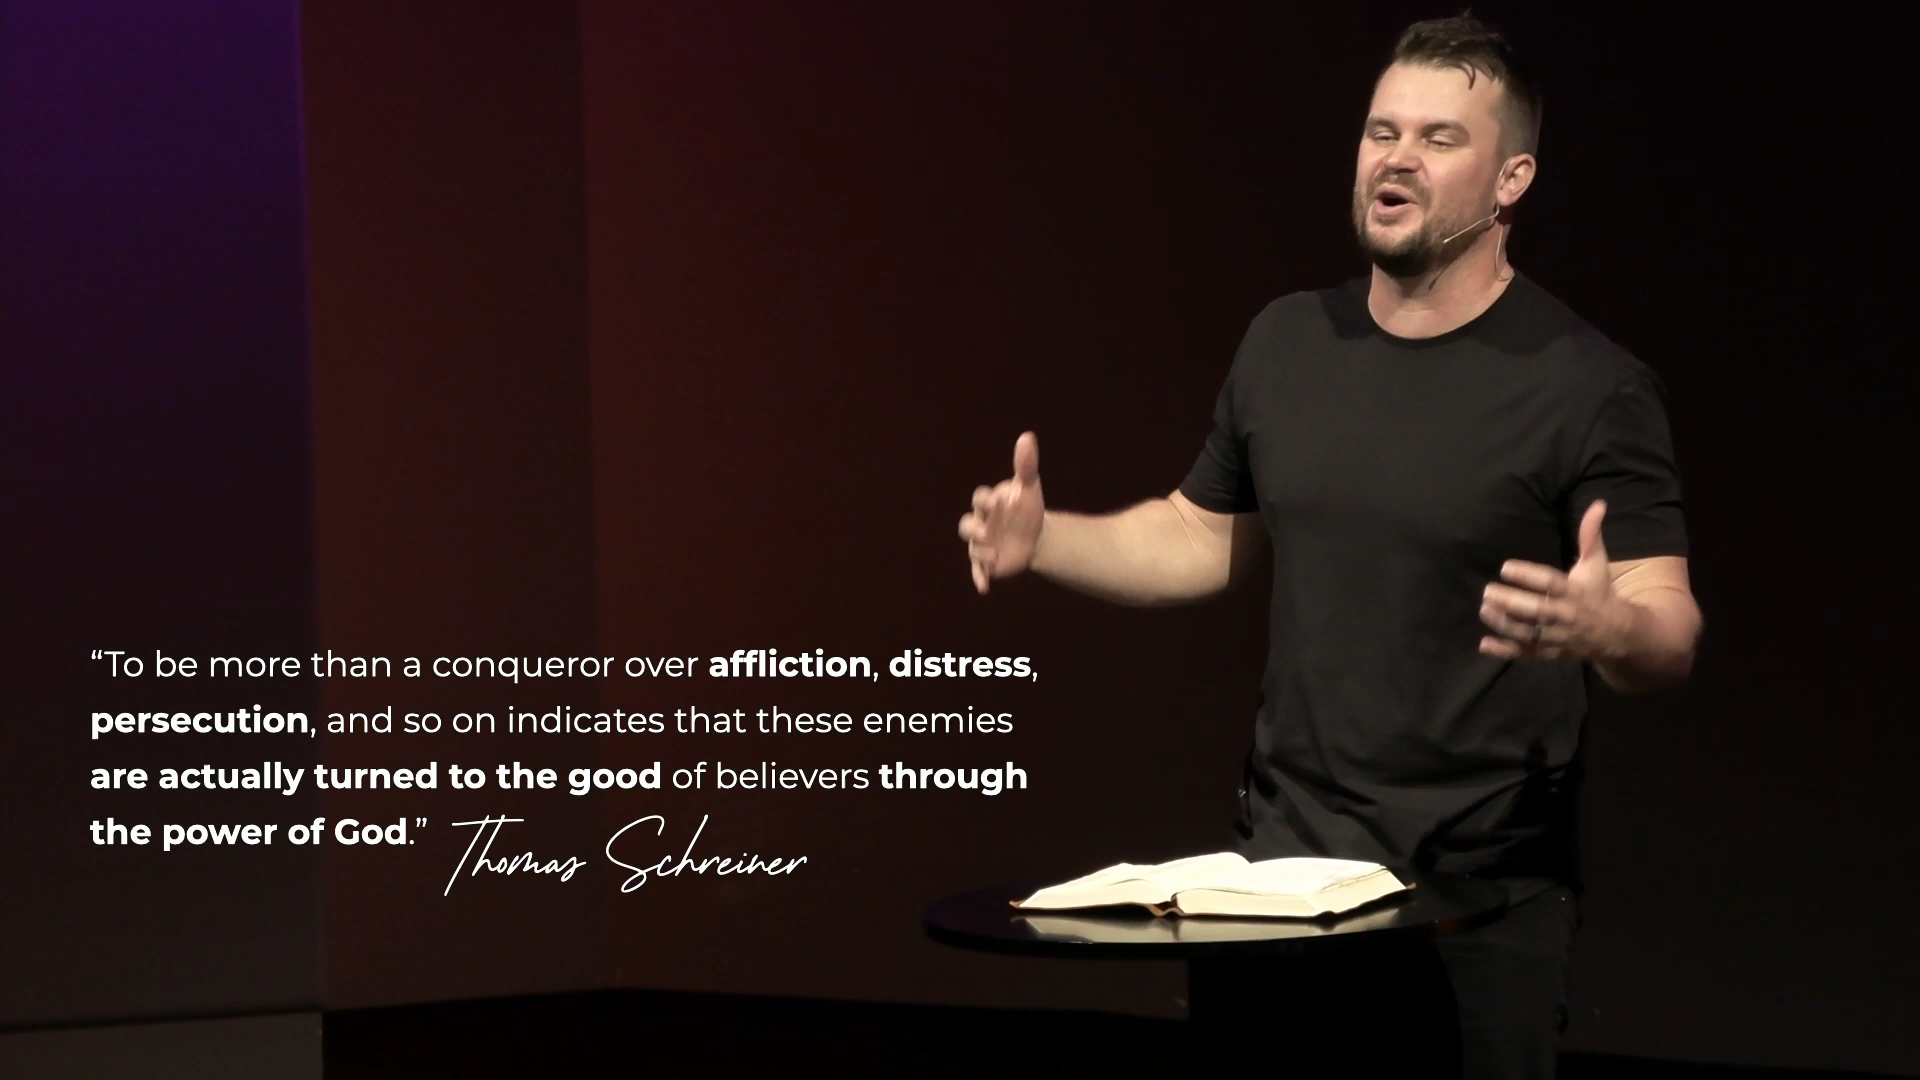 “To be more than a conqueror over affliction, distress,
persecution, and so on indicates that these enemies
are actually turned to the good of believers through
the power of God.” Thomas Schreiner